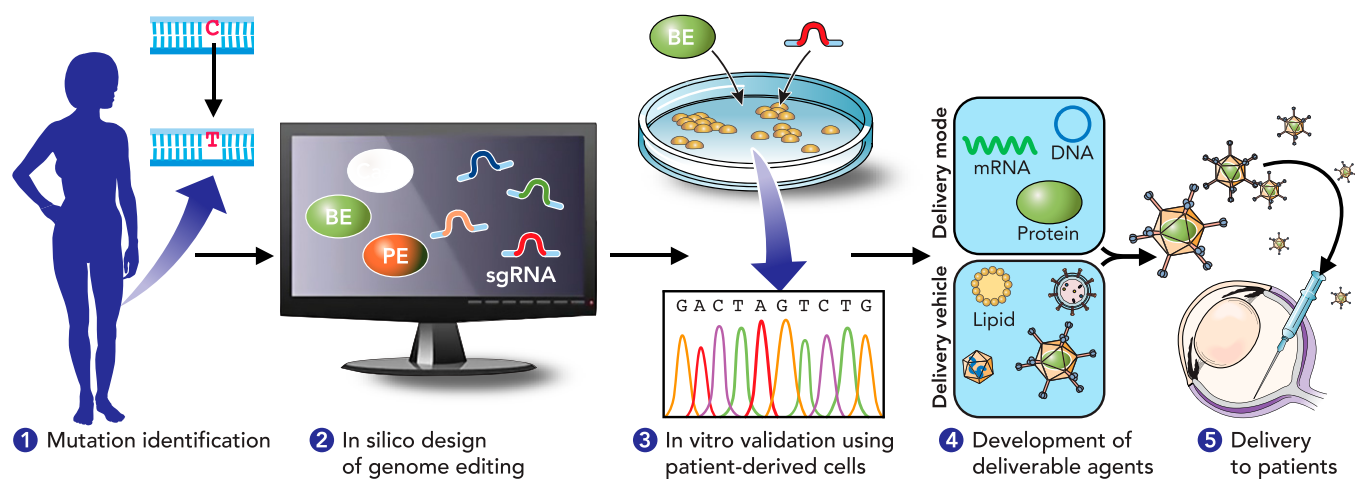 C
T
BE
PE
sgRNA
BE
GACTAGTCTG
Delivery mode
mRNA
DNA
Protein
Delivery vehicle
Lipid
1 Mutation identification
2 In silico design
of genome editing
3 In vitro validation using
patient-derived cells
4 Development of
deliverable agents
5 Delivery
to patients